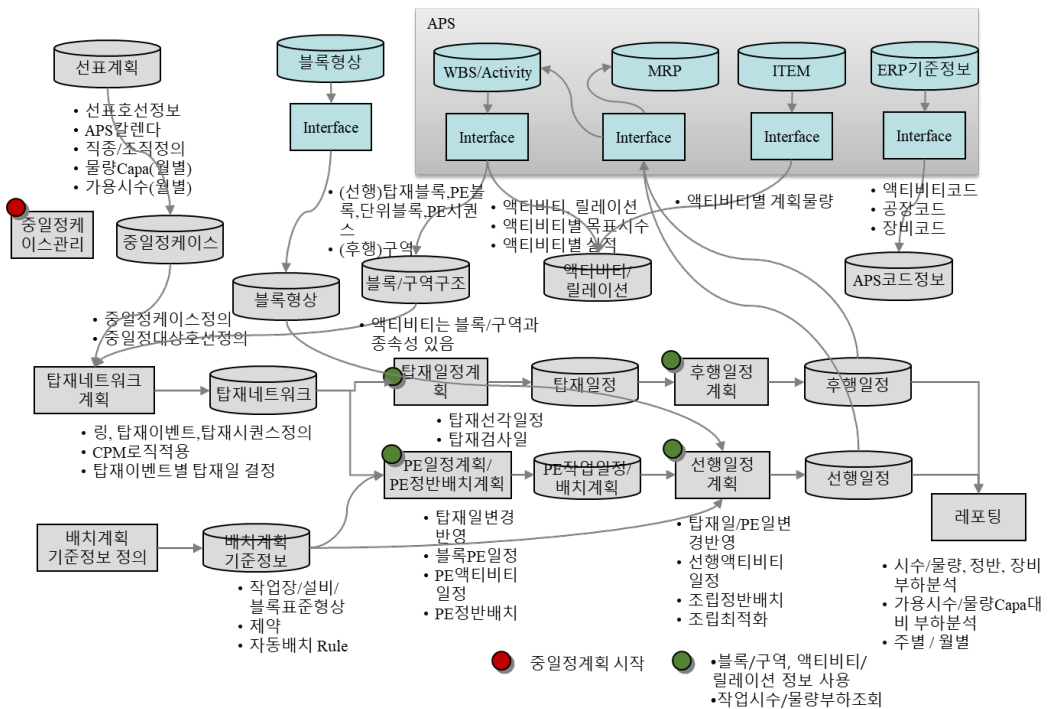 APS
선표계획
블록형상
WBS/Activity
MRP
ITEM
ERP기준정보
Interface
Interface
Interface
Interface
Interface
• 선표호선정보
• APS칼렌다
• 직종/조직정의
• 물량Capa(월별)
• 가용시수(월별)
• (선행)탑재블록,PE블
록,단위블록,PE시퀀
스
• (후행)구역
• 액티비티, 릴레이션
• 액티비티별 목표시수
• 액티비티별 실적
• 액티비티별 계획물량
• 액티비티코드
• 공장코드
• 장비코드
중일정케
이스관리
중일정케이스
블록형상
블록/구역구조
액티비티/
릴레이션
APS코드정보
• 중일정케이스정의
• 중일정대상호선정의
• 액티비티는 블록/구역과
종속성 있음
탑재네트워크
계획
탑재네트워크
탑재일정계
획
탑재일정
후행일정
계획
후행일정
• 링, 탑재이벤트,탑재시퀀스정의
• CPM로직적용
• 탑재이벤트별 탑재일 결정
• 탑재선각일정
• 탑재검사일
PE일정계획/
PE정반배치계획
PE작업일정/
배치계획
선행일정
계획
선행일정
레포팅
배치계획
기준정보 정의
배치계획
기준정보
• 탑재일변경
반영
• 블록PE일정
• PE액티비티
일정
• PE정반배치
• 탑재일/PE일변
경반영
• 선행액티비티
일정
• 조립정반배치
• 조립최적화
• 작업장/설비/
블록표준형상
• 제약
• 자동배치 Rule
• 시수/물량, 정반, 장비
부하분석
• 가용시수/물량Capa대
비 부하분석
• 주별 / 월별
중일정계획 시작
•블록/구역, 액티비티/
릴레이션 정보 사용
•작업시수/물량부하조회